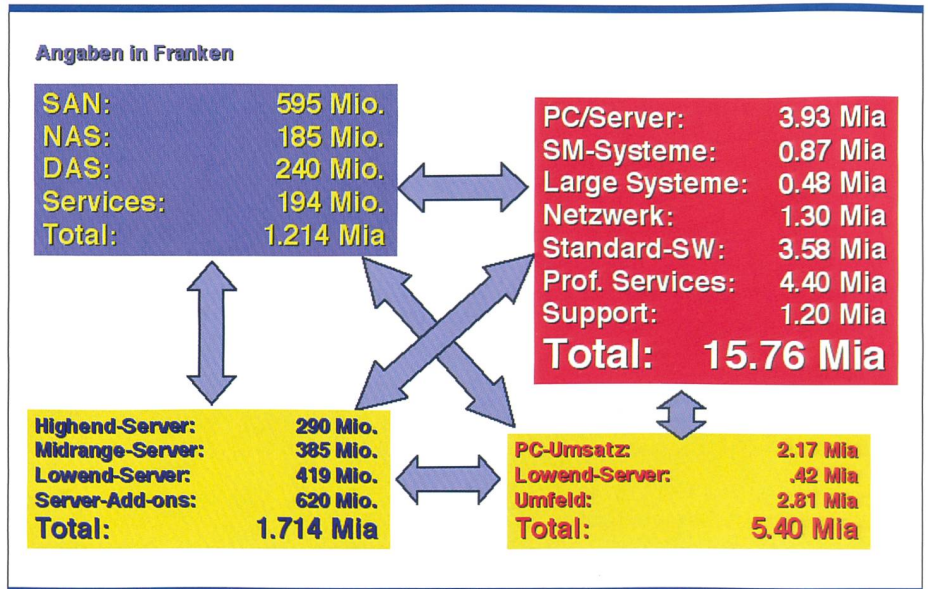 Angaben in Franken
SAN: 595 Mio.
NAS: 185 Mio.
DAS: 240 Mio.
Services: 194 Mio.
Total: 1.214 Mia
PC/Server: 3.93 Mia
SM-Systeme: 0.87 Mia
Large Systeme: 0.48 Mia
Netzwerk: 1.30 Mia
Standard-SW: 3.58 Mia
Prof. Services: 4.40 Mia
Support: 1.20 Mia
Total: 15.76 Mia
Highend-Server: 290 Mio.
Midrange-Server: 385 Mio.
Lowend-Server: 419 Mio.
Server-Add-ons: 620 Mio.
Total: 1.714 Mia
PC-Umsatz: 2.17 Mia
Lowend-Server: .42 Mia
Umfeld: 2.81 Mia
Total: 5.40 Mia